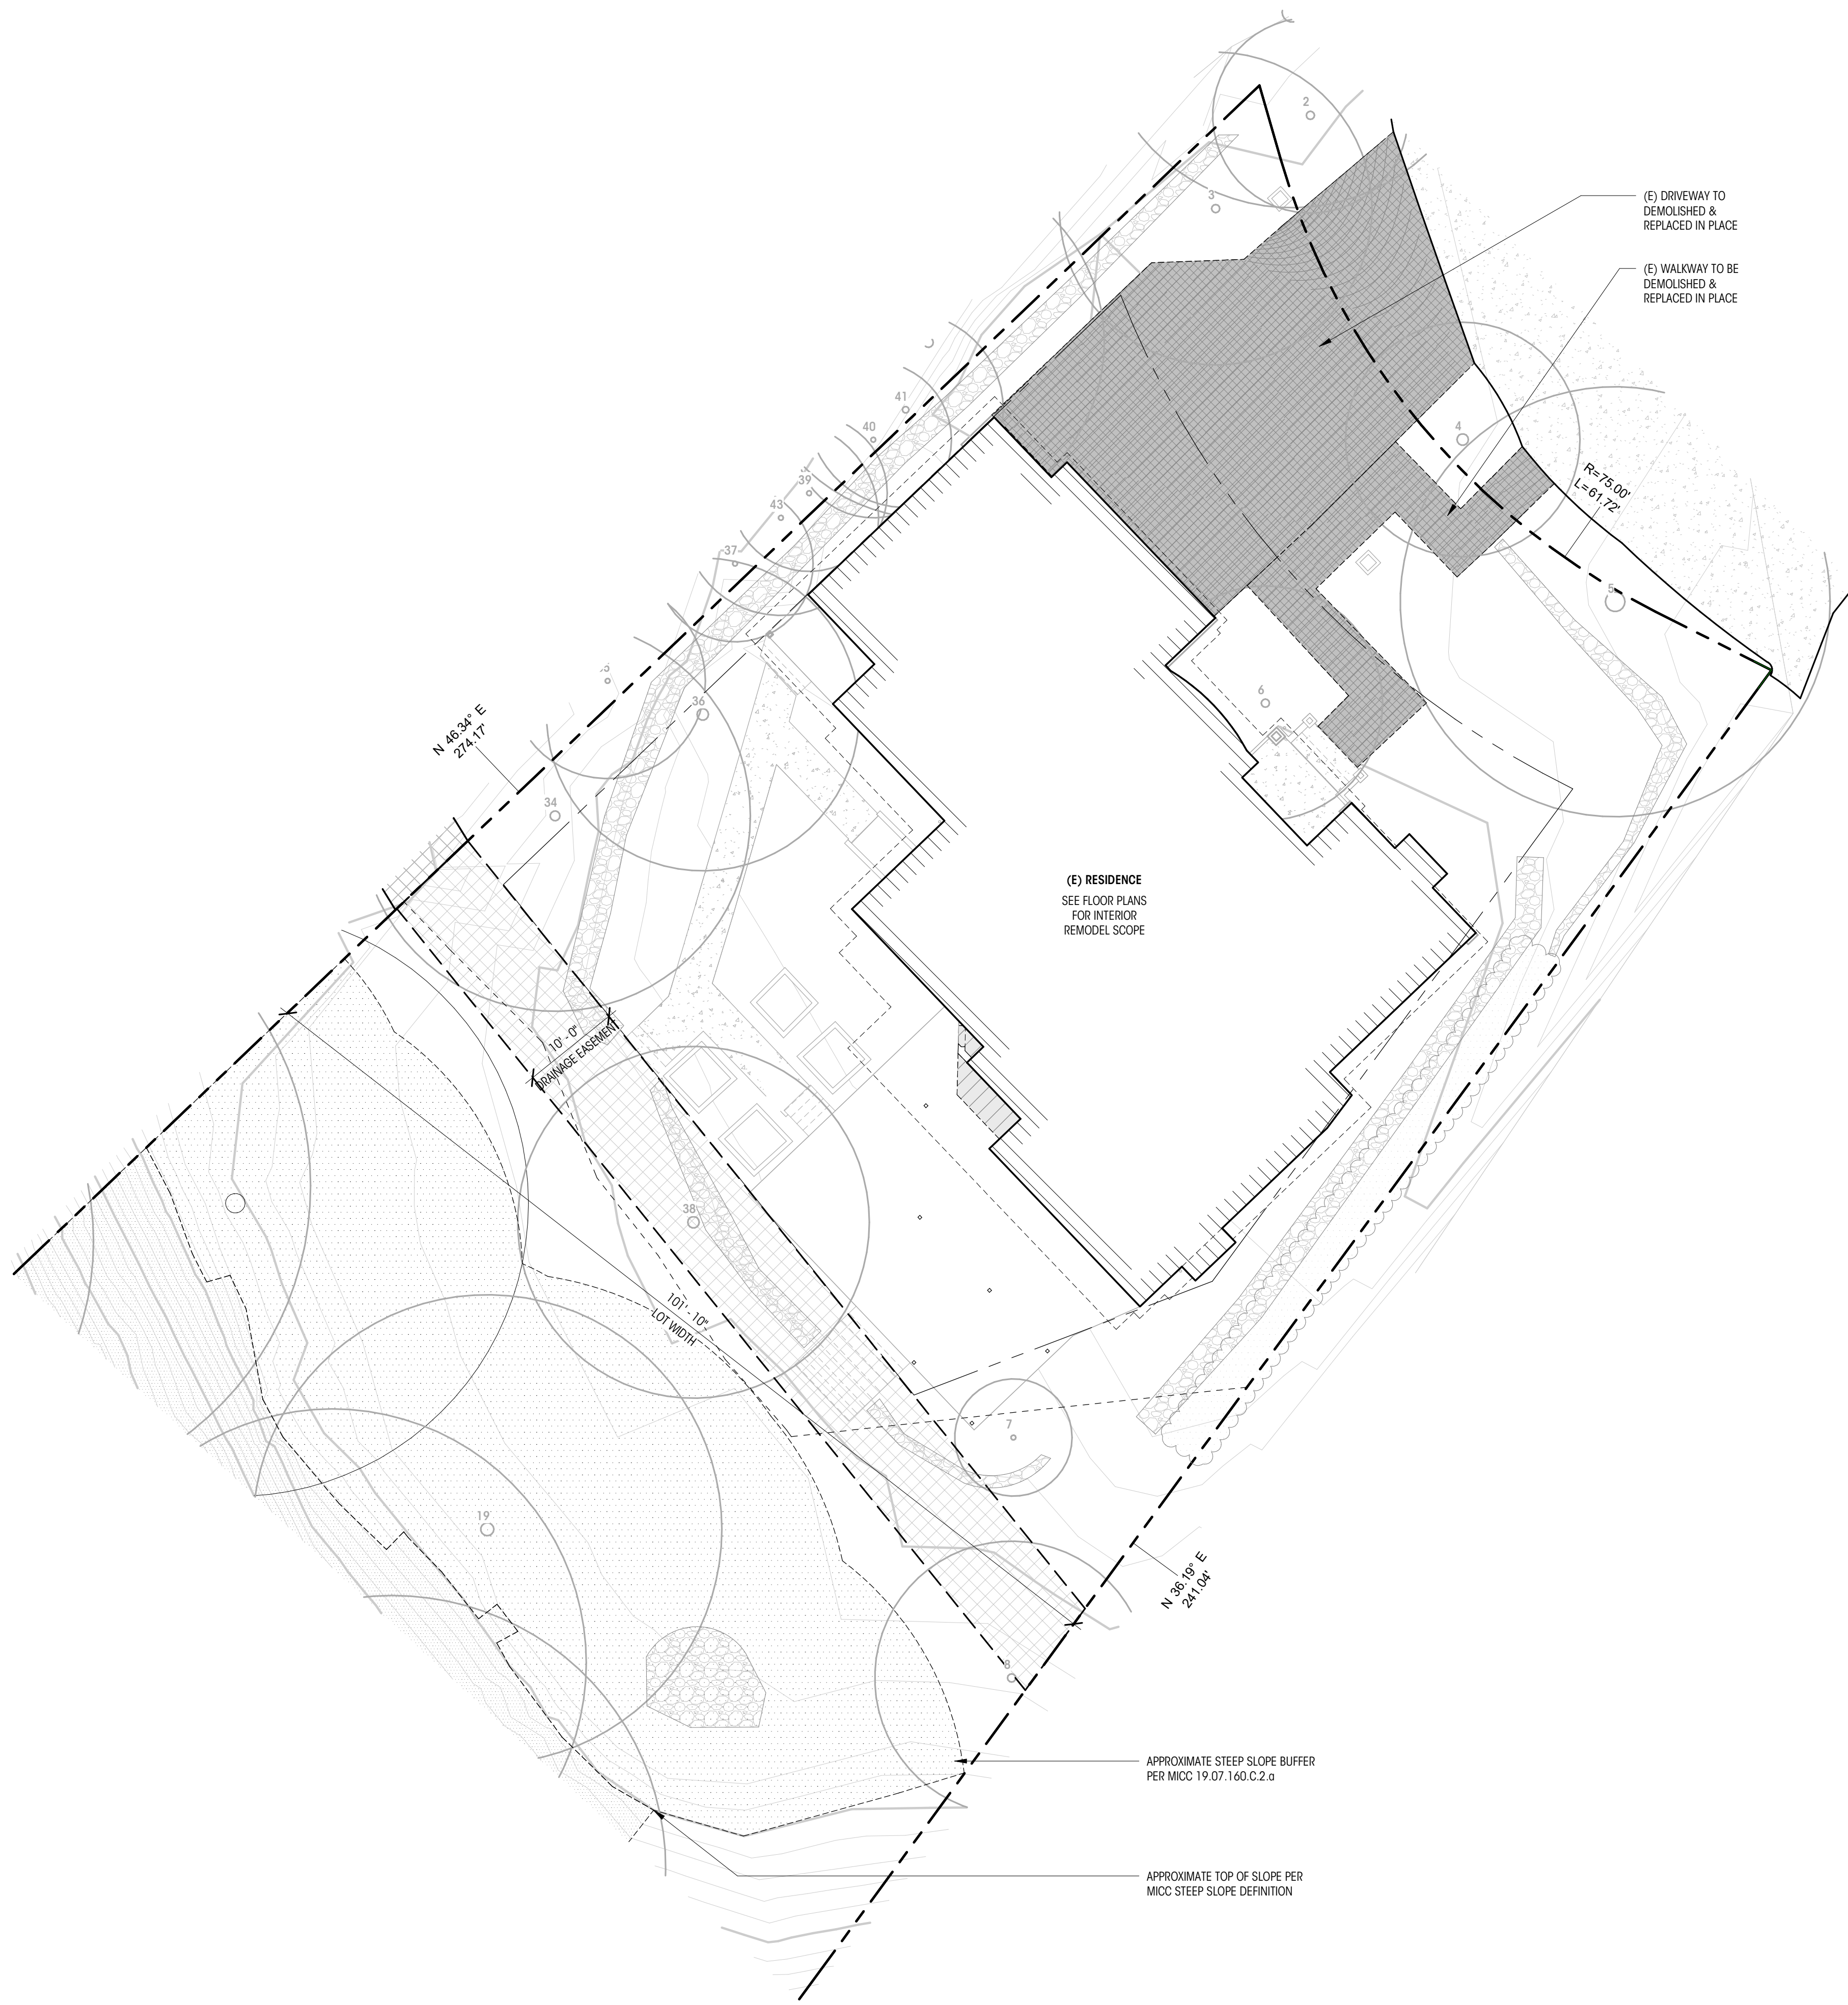 2
3
(E) DRIVEWAY TO
DEMOLISHED &
REPLACED IN PLACE
(E) WALKWAY TO BE
DEMOLISHED &
REPLACED IN PLACE
41
40
4
39
43
R=75.00'
L=61.72'
37
5
6
36
N 46.34° E
274.17'
34
(E) RESIDENCE
SEE FLOOR PLANS
FOR INTERIOR
REMODEL SCOPE
10' - 0"
DRAINAGE EASEMENT
38
101' - 10"
LOT WIDTH
7
19
N 36.19° E
241.04'
8
APPROXIMATE STEEP SLOPE BUFFER
PER MICC 19.07.160.C.2.a
APPROXIMATE TOP OF SLOPE PER
MICC STEEP SLOPE DEFINITION